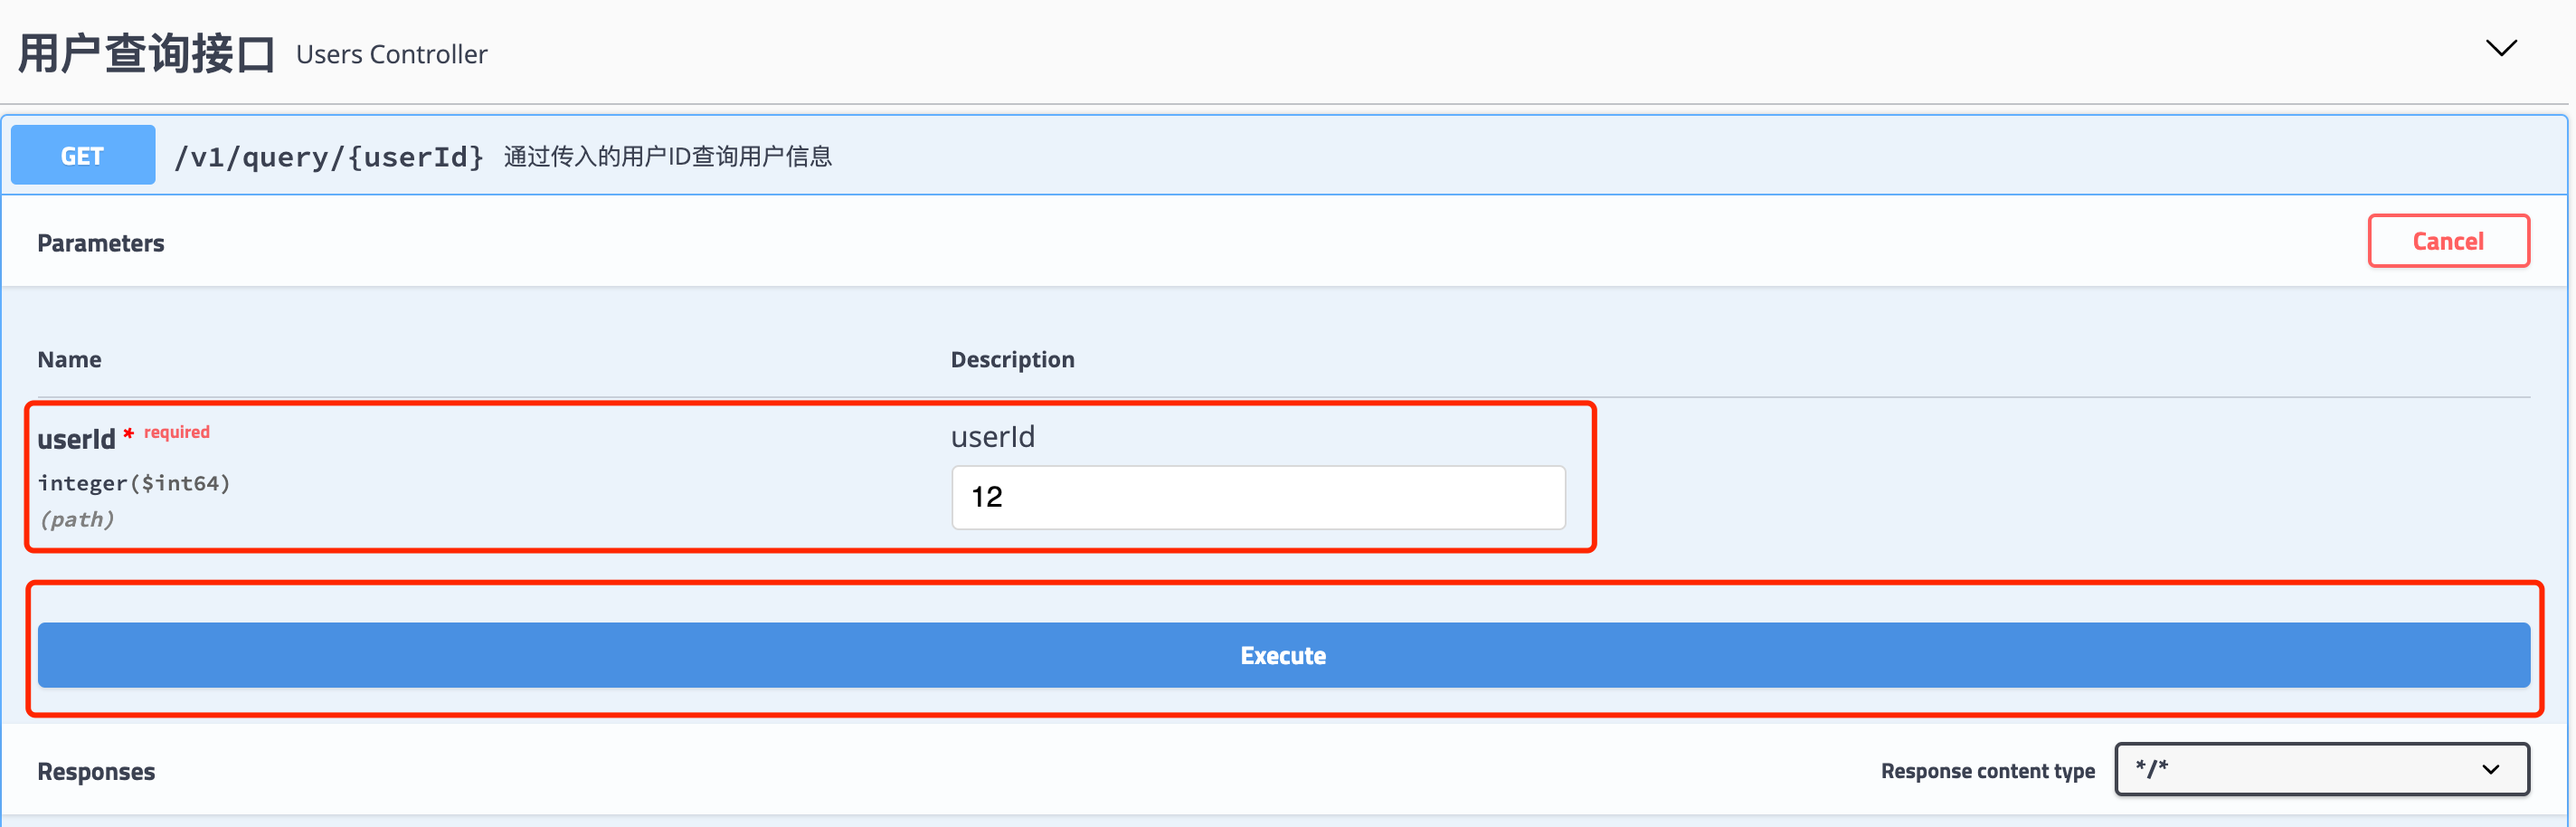 用户查询接口 Users Controller
GET /v1/query/{userId} 通过传入的用户ID查询用户信息
Parameters Cancel
Name Description
userId * required userId
integer($int64) 12
(path)
Execute
Responses Response content type */*